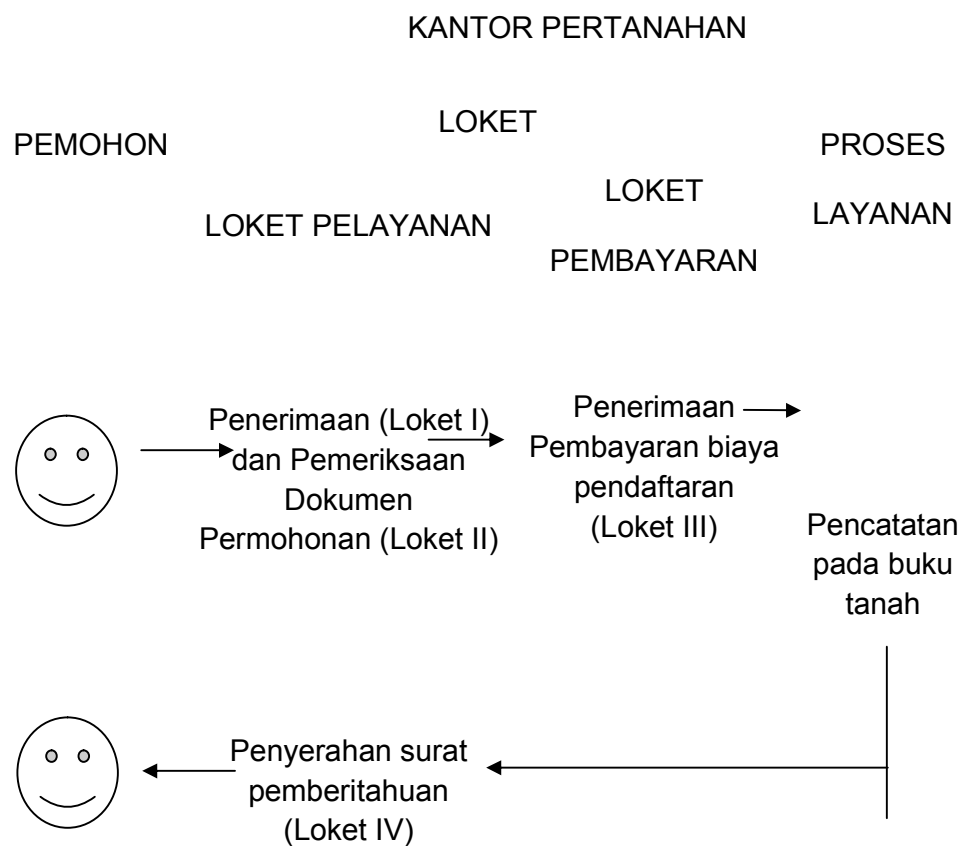 KANTOR PERTANAHAN
PEMOHON
LOKET
LOKET PELAYANAN
LOKET
PEMBAYARAN
PROSES
LAYANAN
Penerimaan (Loket I)
dan Pemeriksaan
Dokumen
Permohonan (Loket II)
Penerimaan
Pembayaran biaya
pendaftaran
(Loket III)
Pencatatan
pada buku
tanah
Penyerahan surat
pemberitahuan
(Loket IV)